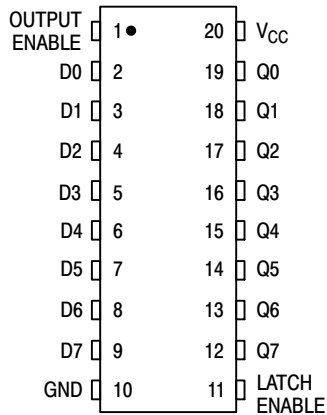 OUTPUT
ENABLE 1 20 VCC
D0 2 19 Q0
D1 3 18 Q1
D2 4 17 Q2
D3 5 16 Q3
D4 6 15 Q4
D5 7 14 Q5
D6 8 13 Q6
D7 9 12 Q7
GND 10 11 LATCH
ENABLE